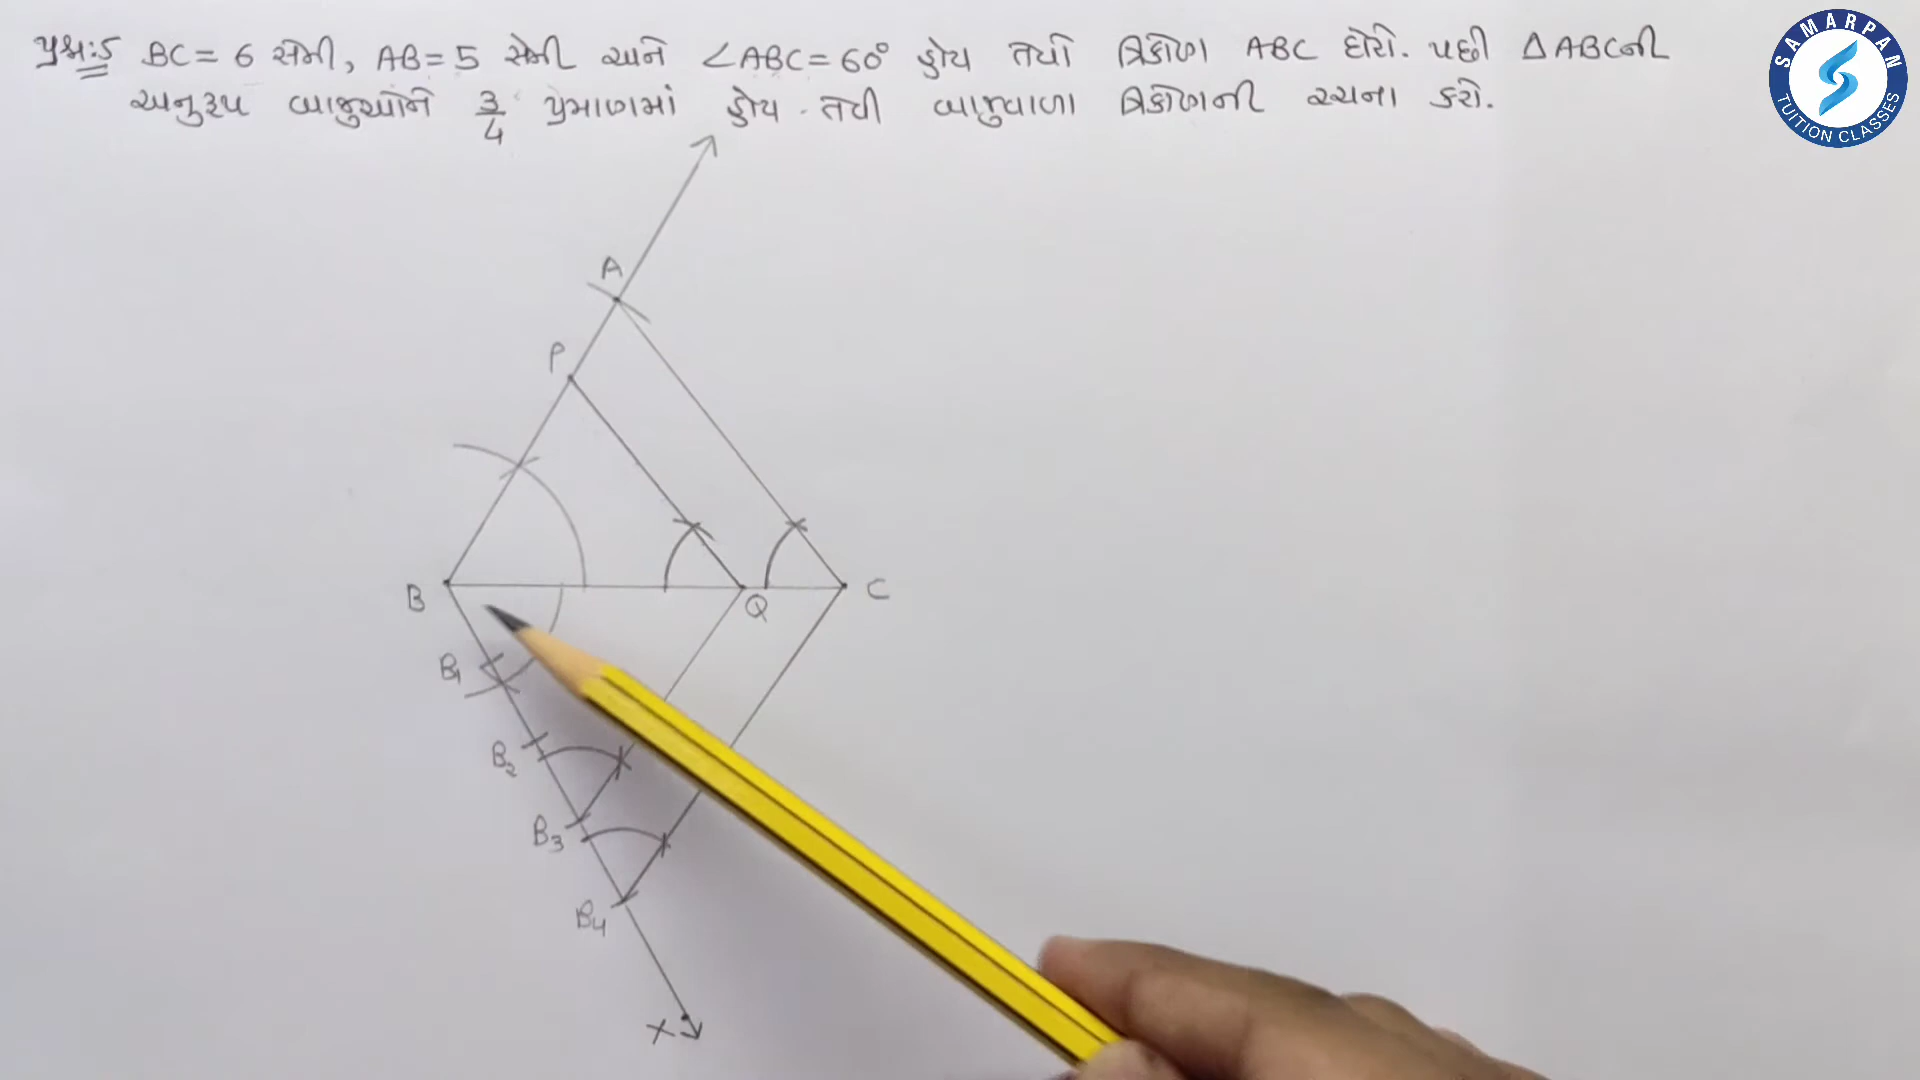 પ્રશ્ન:5 BC = 6 સેમી, AB = 5 સેમી અને ∠ABC = 60° હોય તેવો ત્રિકોણ ABC દોરો. પછી △ABCની
અનુરૂપ બાજુઓને 3/4 પ્રમાણમાં હોય તેવી બાજુવાળા ત્રિકોણની રચના કરો.
SAMARPAN
TUITION CLASSES
A
P
B
Q
C
B1
B2
B3
B4
X